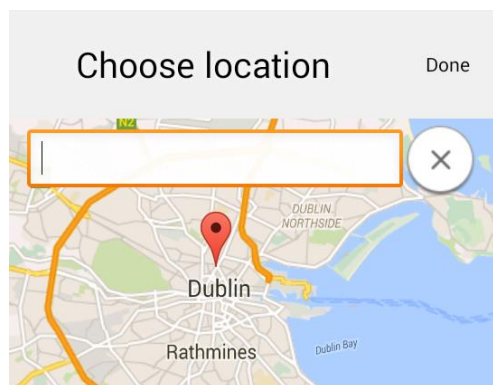 Choose location
Done
N2
DUBLIN
NORTHSIDE
Dublin
Rathmines
Dublin Bay